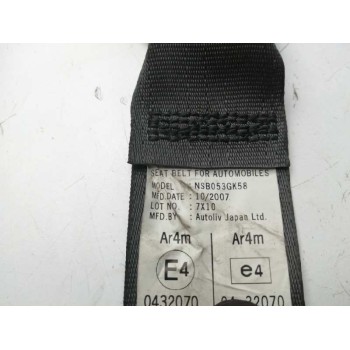 SEAT BELT FOR AUTOMOBILES
MODEL : NSB053GK58
MFD.DATE : 10/2007
LOT NO. : 7X10
MFD.BY : Autoliv Japan Ltd.
Ar4m Ar4m
E4 e4
0432070 32070